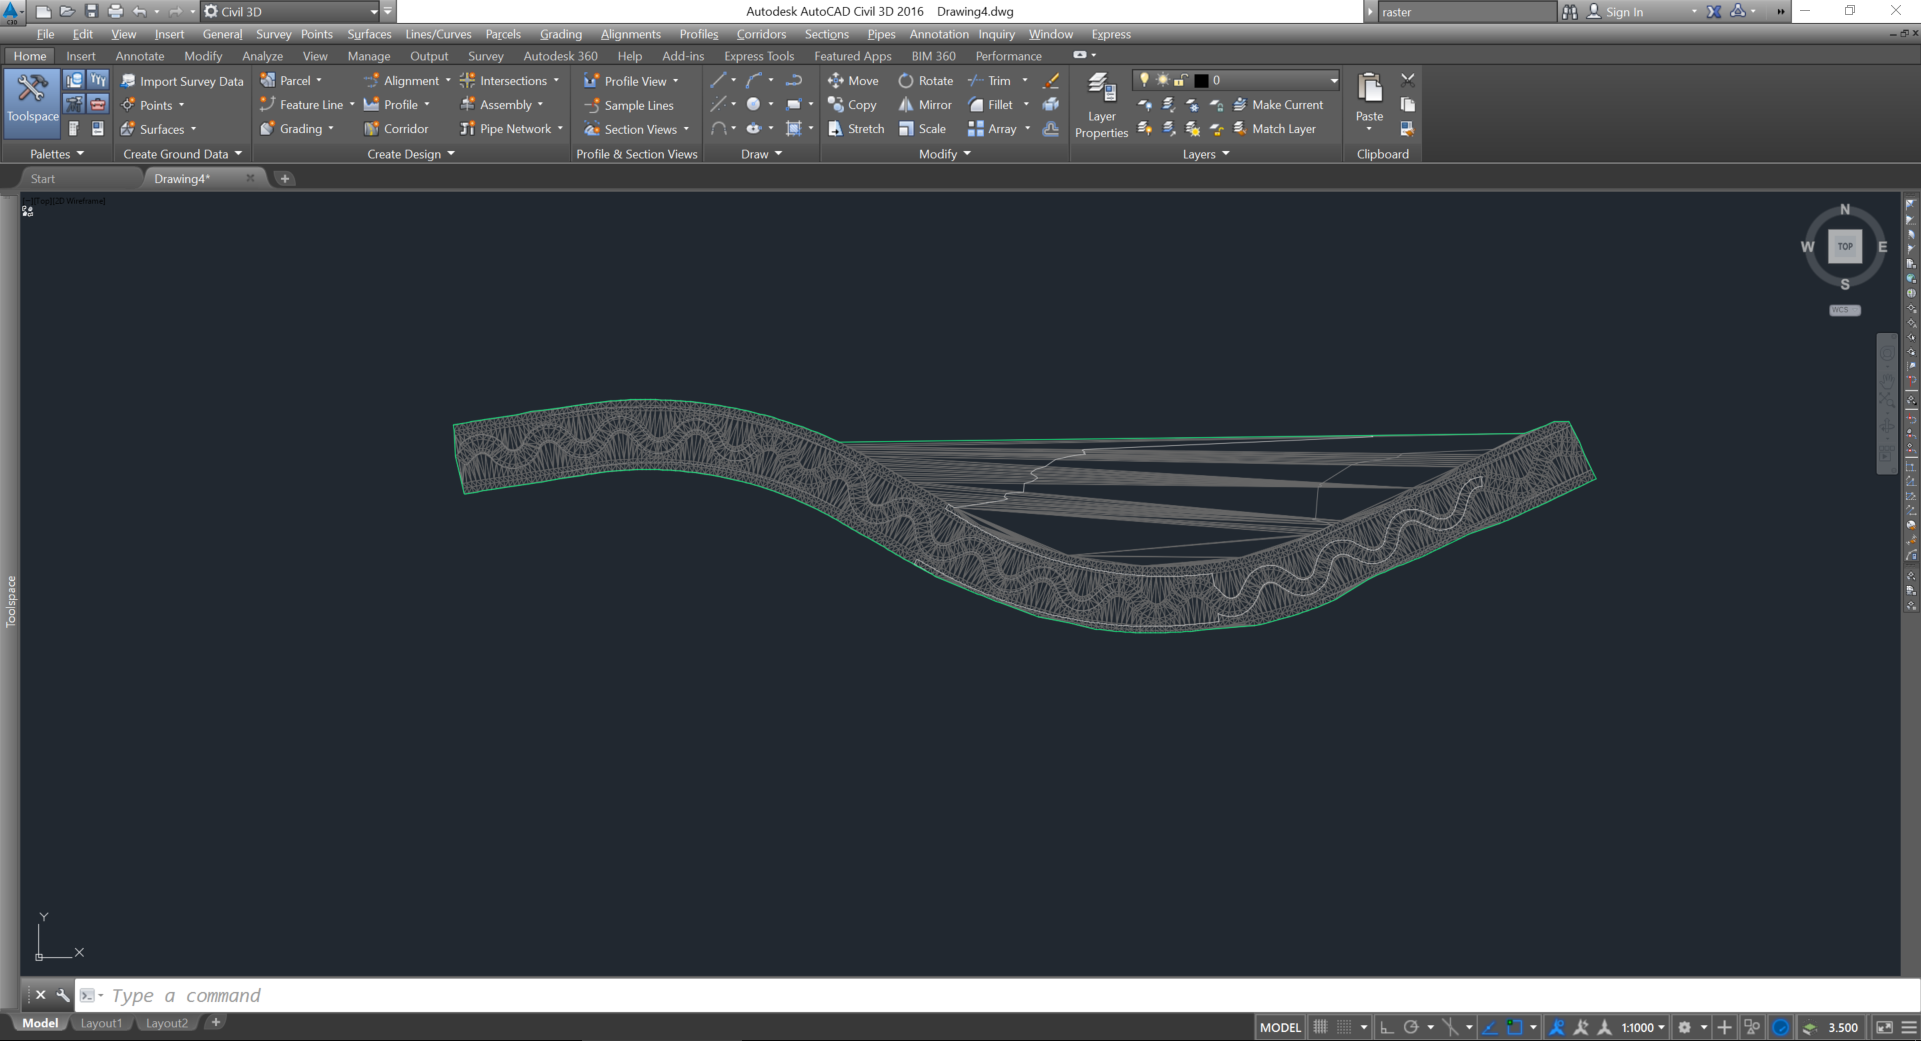 Civil 3D Autodesk AutoCAD Civil 3D 2016 Drawing4.dwg raster Sign In
File Edit View Insert General Survey Points Surfaces Lines/Curves Parcels Grading Alignments Profiles Corridors Sections Pipes Annotation Inquiry Window Express
Home Insert Annotate Modify Analyze View Manage Output Survey Autodesk 360 Help Add-ins Express Tools Featured Apps BIM 360 Performance
Import Survey Data Parcel Alignment Intersections Profile View Move Rotate Trim 0
Points Feature Line Profile Assembly Sample Lines Copy Mirror Fillet Make Current
Toolspace Layer Paste
Surfaces Grading Corridor Pipe Network Section Views Stretch Scale Array Properties Match Layer
Palettes Create Ground Data Create Design Profile & Section Views Draw Modify Layers Clipboard
Start Drawing4*
[-][Top][2D Wireframe]
N
W TOP E
S
WCS
Toolspace
Y
X
Type a command
Model Layout1 Layout2
MODEL 1:1000 3.500